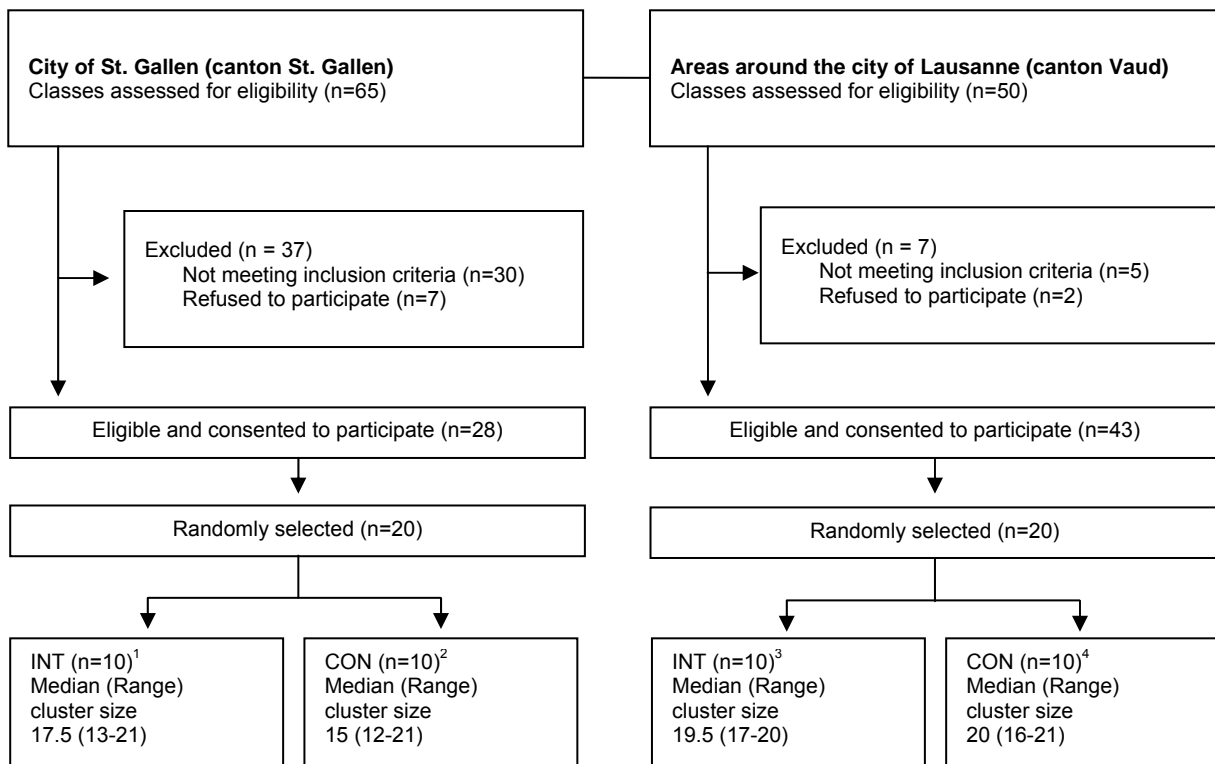 City of St. Gallen (canton St. Gallen)
Classes assessed for eligibility (n=65)
Areas around the city of Lausanne (canton Vaud)
Classes assessed for eligibility (n=50)
Excluded (n = 37)
Not meeting inclusion criteria (n=30)
Refused to participate (n=7)
Excluded (n = 7)
Not meeting inclusion criteria (n=5)
Refused to participate (n=2)
Eligible and consented to participate (n=28)
Eligible and consented to participate (n=43)
Randomly selected (n=20)
Randomly selected (n=20)
INT (n=10)¹
Median (Range)
cluster size
17.5 (13-21)
CON (n=10)²
Median (Range)
cluster size
15 (12-21)
INT (n=10)³
Median (Range)
cluster size
19.5 (17-20)
CON (n=10)⁴
Median (Range)
cluster size
20 (16-21)